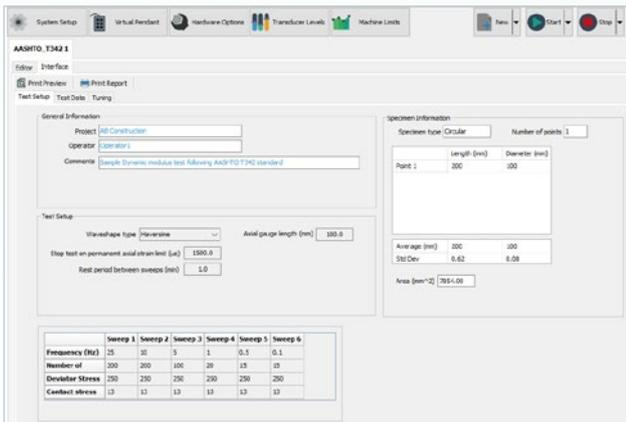 System Setup Virtual Pendant Hardware Options Transducer Levels Machine Limits New Start Stop
AASHTO_T342 1
Editor Interface
Print Preview Print Report
Test Setup Test Data Tuning
General Information
Project AB Construction
Operator Operator1
Comments Sample Dynamic modulus test following AASHTO T342 standard
Specimen Information
Specimen type Circular Number of points 1
Length (mm) Diameter (mm)
Point 1 200 100
Average (mm) 200 100
Std Dev 0.62 0.08
Area (mm^2) 7854.00
Test Setup
Waveshape type Haversine Axial gauge length (mm) 100.0
Stop test on permanent axial strain limit (µε) 1500.0
Rest period between sweeps (min) 1.0
Sweep 1 Sweep 2 Sweep 3 Sweep 4 Sweep 5 Sweep 6
Frequency (Hz) 25 10 5 1 0.5 0.1
Number of 200 200 100 20 15 15
Deviator Stress 250 250 250 250 250 250
Contact stress 13 13 13 13 13 13